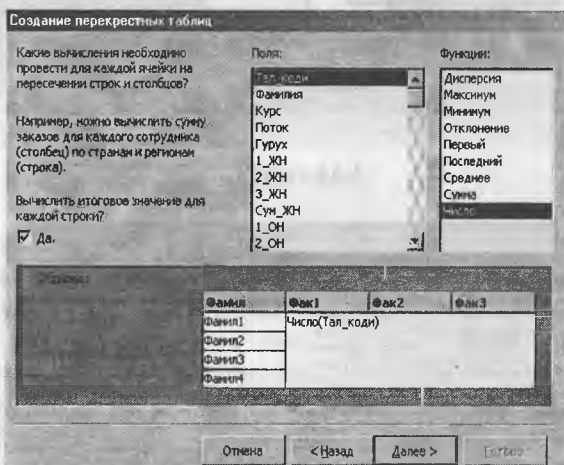 Создание перекрестных таблиц
Какие вычисления необходимо
провести для каждой ячейки на
пересечении строк и столбцов?
Например, можно вычислить сумму
заказов для каждого сотрудника
(столбец) по странам и регионам
(строка).
Вычислить итоговое значение для
каждой строки?
Да.
Поля:
Тал_коди
Фамилия
Курс
Поток
Гурух
1_ЖН
2_ЖН
3_ЖН
Сум_ЖН
1_ОН
2_ОН
Функции:
Дисперсия
Максимум
Минимум
Отклонение
Первый
Последний
Среднее
Сумма
Число
Образец:
Фамил Фак1 Фак2 Фак3
Фамил1 Число(Тал_коди)
Фамил2
Фамил3
Фамил4
Отмена < Назад Далее > Готово